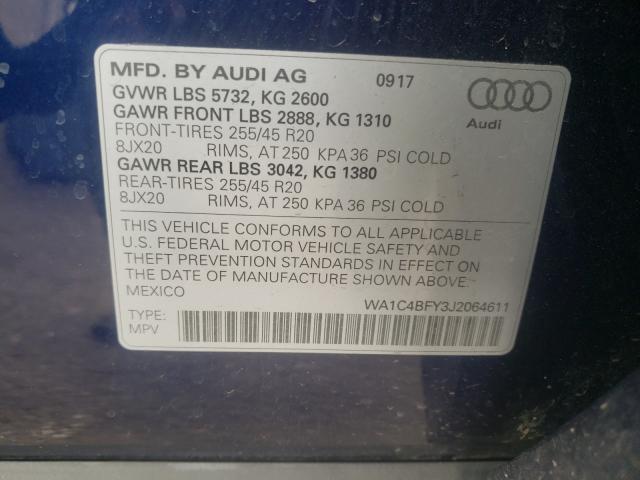 MFD. BY AUDI AG 0917
GVWR LBS 5732, KG 2600
GAWR FRONT LBS 2888, KG 1310
FRONT-TIRES 255/45 R20
8JX20 RIMS, AT 250 KPA 36 PSI COLD
GAWR REAR LBS 3042, KG 1380
REAR-TIRES 255/45 R20
8JX20 RIMS, AT 250 KPA 36 PSI COLD
Audi
THIS VEHICLE CONFORMS TO ALL APPLICABLE
U.S. FEDERAL MOTOR VEHICLE SAFETY AND
THEFT PREVENTION STANDARDS IN EFFECT ON
THE DATE OF MANUFACTURE SHOWN ABOVE.
MEXICO
WA1C4BFY3J2064611
TYPE:
MPV